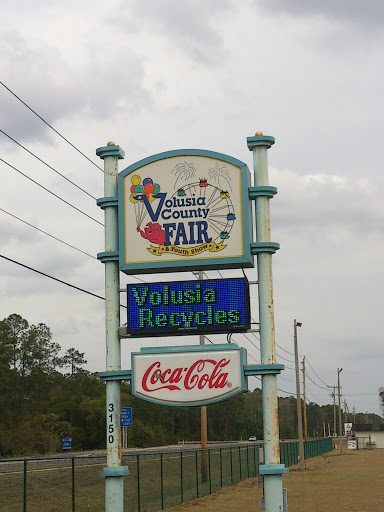 Volusia
County
FAIR
& Youth Show
Volusia
Recycles
Coca-Cola
3150